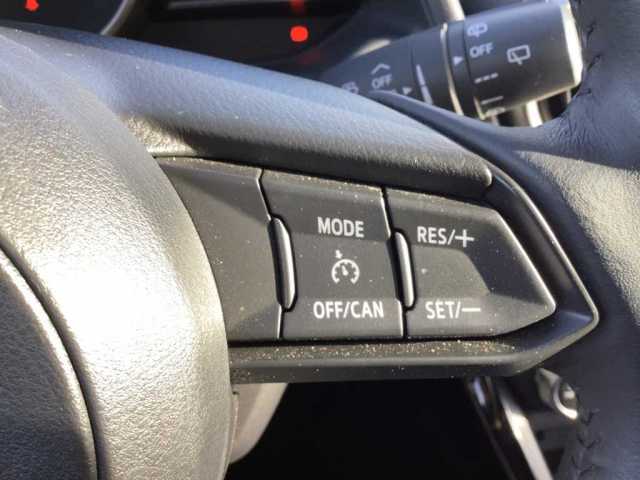 OFF
OFF
MODE
RES/+
OFF/CAN
SET/−